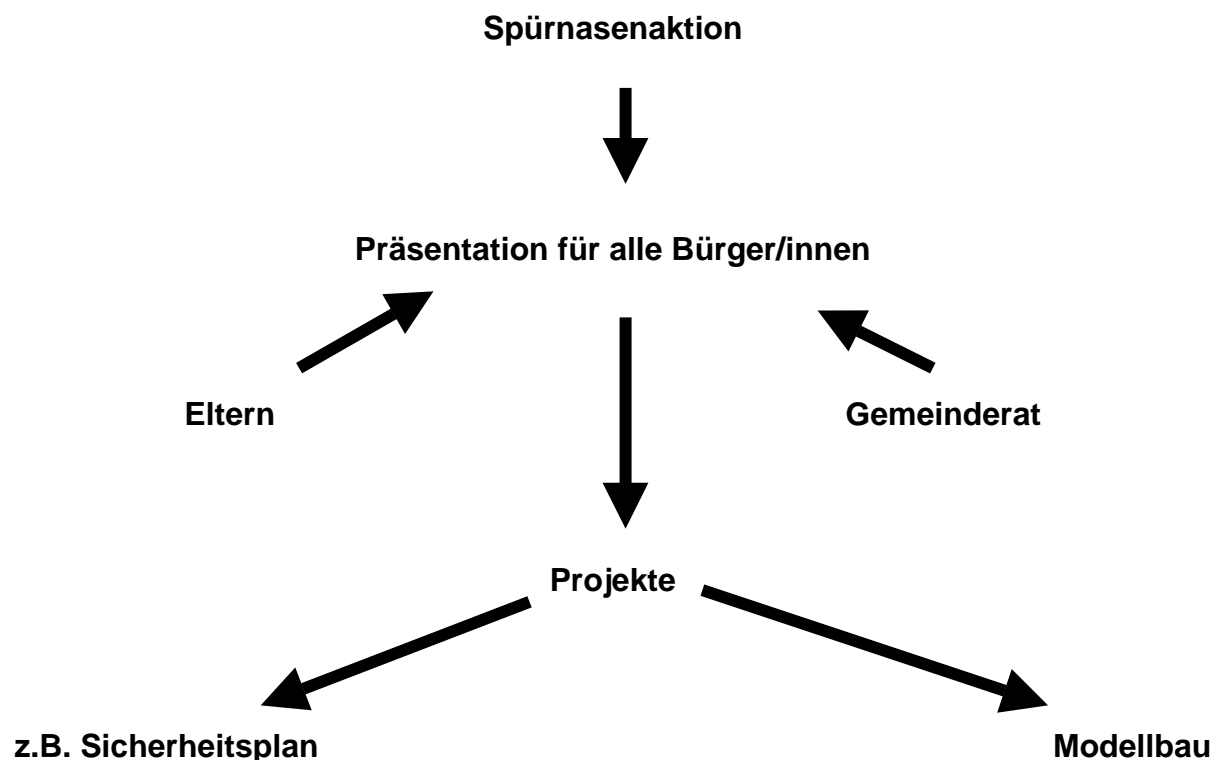 Spürnasenaktion
Präsentation für alle Bürger/innen
Eltern
Gemeinderat
Projekte
z.B. Sicherheitsplan
Modellbau